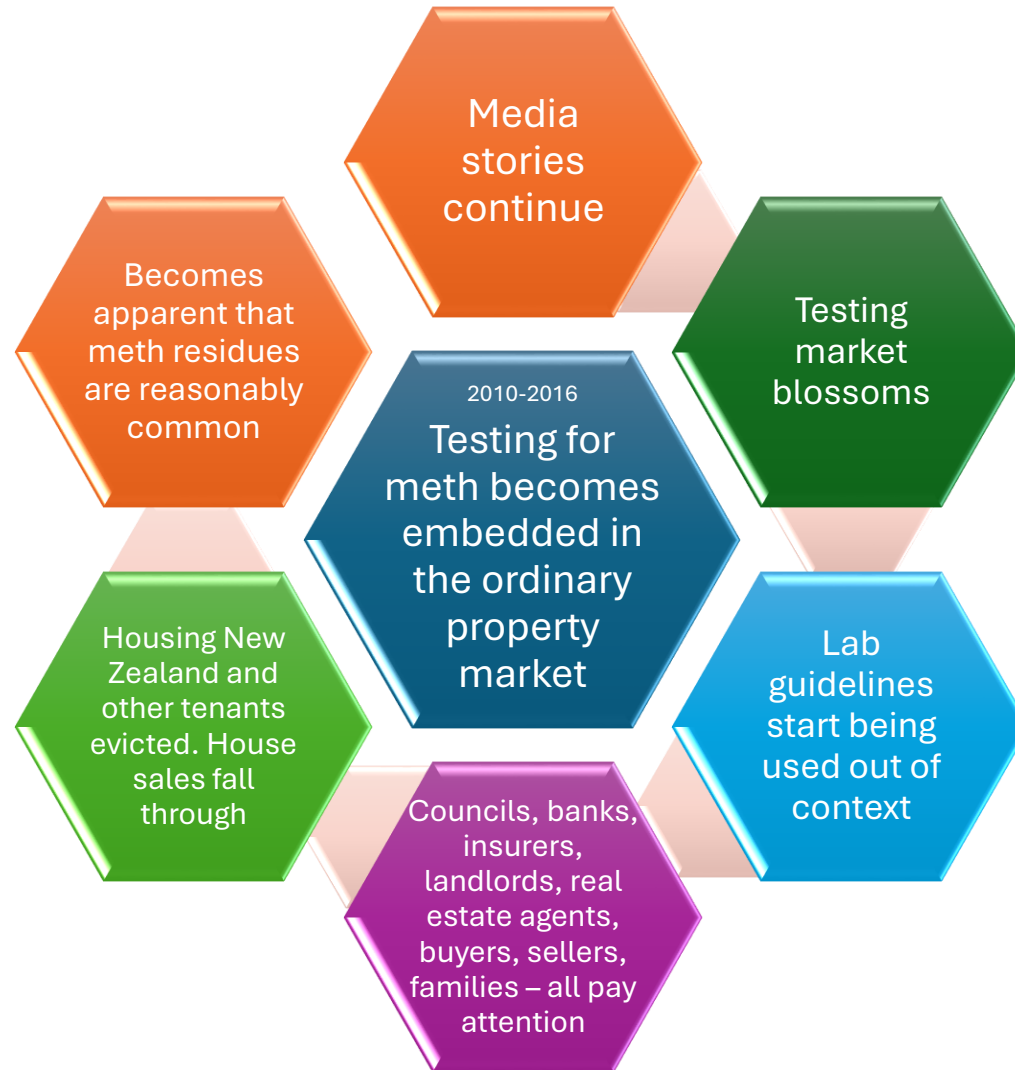 Media
stories
continue
Testing
market
blossoms
Lab
guidelines
start being
used out of
context
Councils, banks,
insurers,
landlords, real
estate agents,
buyers, sellers,
families – all pay
attention
Housing New
Zealand and
other tenants
evicted. House
sales fall
through
Becomes
apparent that
meth residues
are reasonably
common
2010-2016
Testing for
meth becomes
embedded in
the ordinary
property
market